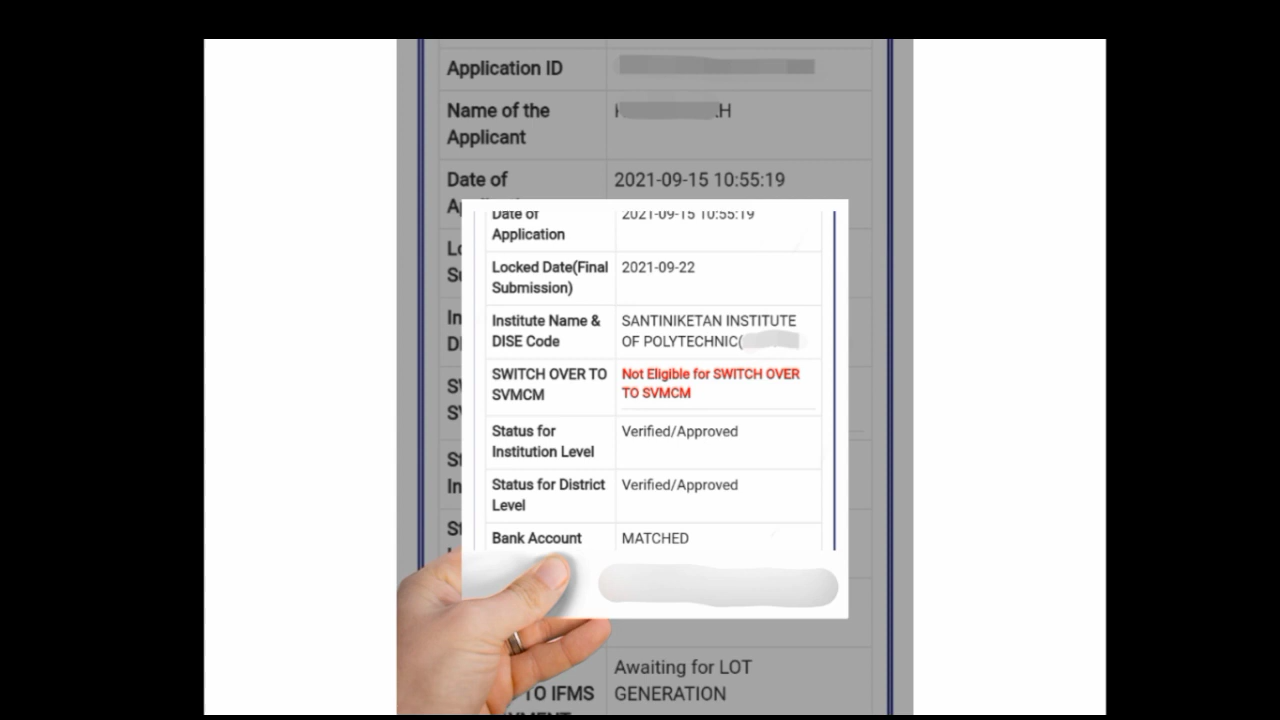 Application ID
Name of the
Applicant
H
Date of
2021-09-15 10:55:19
Date of
Application
2021-09-15 10:55:19
Locked Date(Final
Submission)
2021-09-22
Institute Name &
DISE Code
SANTINIKETAN INSTITUTE
OF POLYTECHNIC(
SWITCH OVER TO
SVMCM
Not Eligible for SWITCH OVER
TO SVMCM
Status for
Institution Level
Verified/Approved
Status for District
Level
Verified/Approved
Bank Account
MATCHED
TO IFMS
Awaiting for LOT
GENERATION